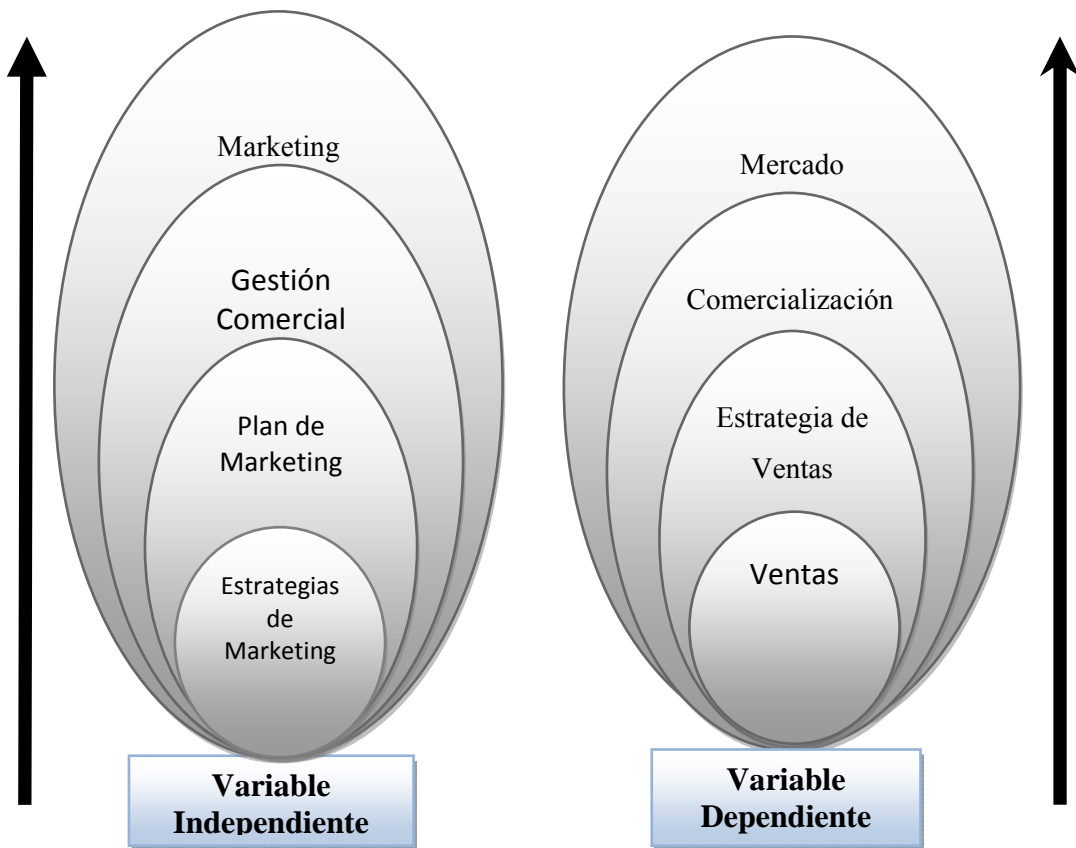 Marketing
Gestión
Comercial
Plan de
Marketing
Estrategias
de
Marketing
Variable
Independiente
Mercado
Comercialización
Estrategia de
Ventas
Ventas
Variable
Dependiente